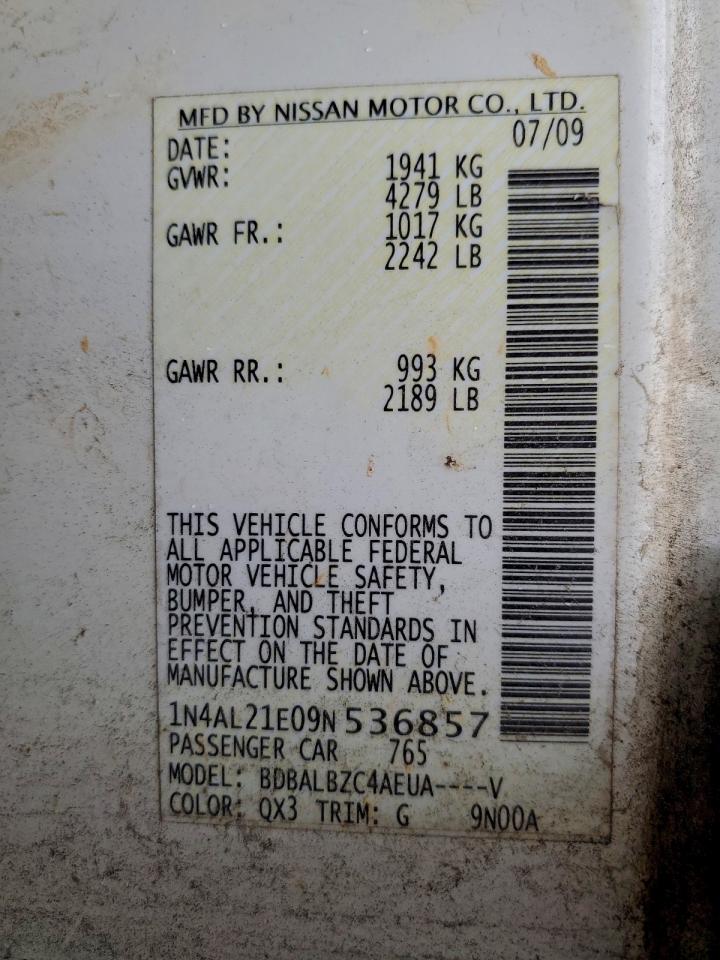 MFD BY NISSAN MOTOR CO., LTD.
DATE: 07/09
GVWR: 1941 KG
4279 LB
GAWR FR.: 1017 KG
2242 LB
GAWR RR.: 993 KG
2189 LB
THIS VEHICLE CONFORMS TO
ALL APPLICABLE FEDERAL
MOTOR VEHICLE SAFETY,
BUMPER, AND THEFT
PREVENTION STANDARDS IN
EFFECT ON THE DATE OF
MANUFACTURE SHOWN ABOVE.
1N4AL21E09N 536857
PASSENGER CAR 765
MODEL: BDBALBZC4AEUA----V
COLOR: QX3 TRIM: G 9N00A